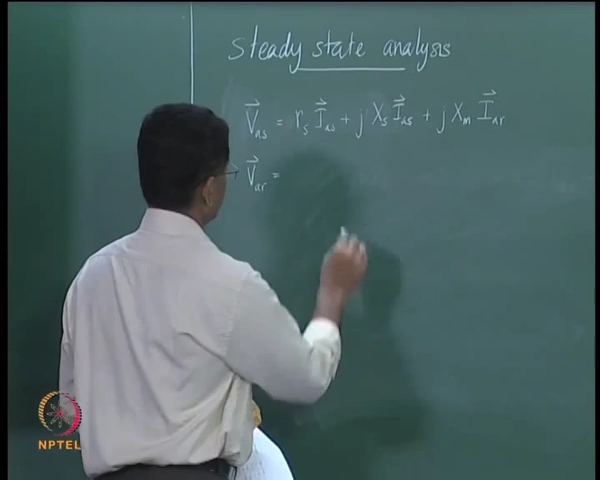 Steady state analysis
V⃗as = rs I⃗as + j Xs I⃗as + j Xm I⃗ar
→ V⃗ar =
NPTEL